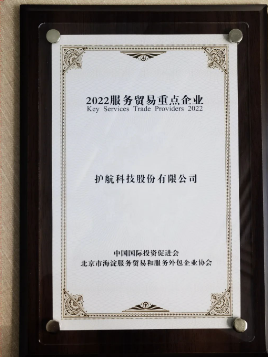 2022服务贸易重点企业
Key Services Trade Providers 2022
护航科技股份有限公司
中国国际投资促进会
北京市海淀服务贸易和服务外包企业协会